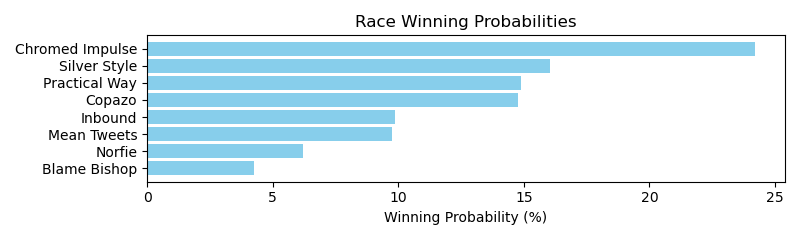 Race Winning Probabilities
Chromed Impulse
Silver Style
Practical Way
Copazo
Inbound
Mean Tweets
Norfie
Blame Bishop
0 5 10 15 20 25
Winning Probability (%)